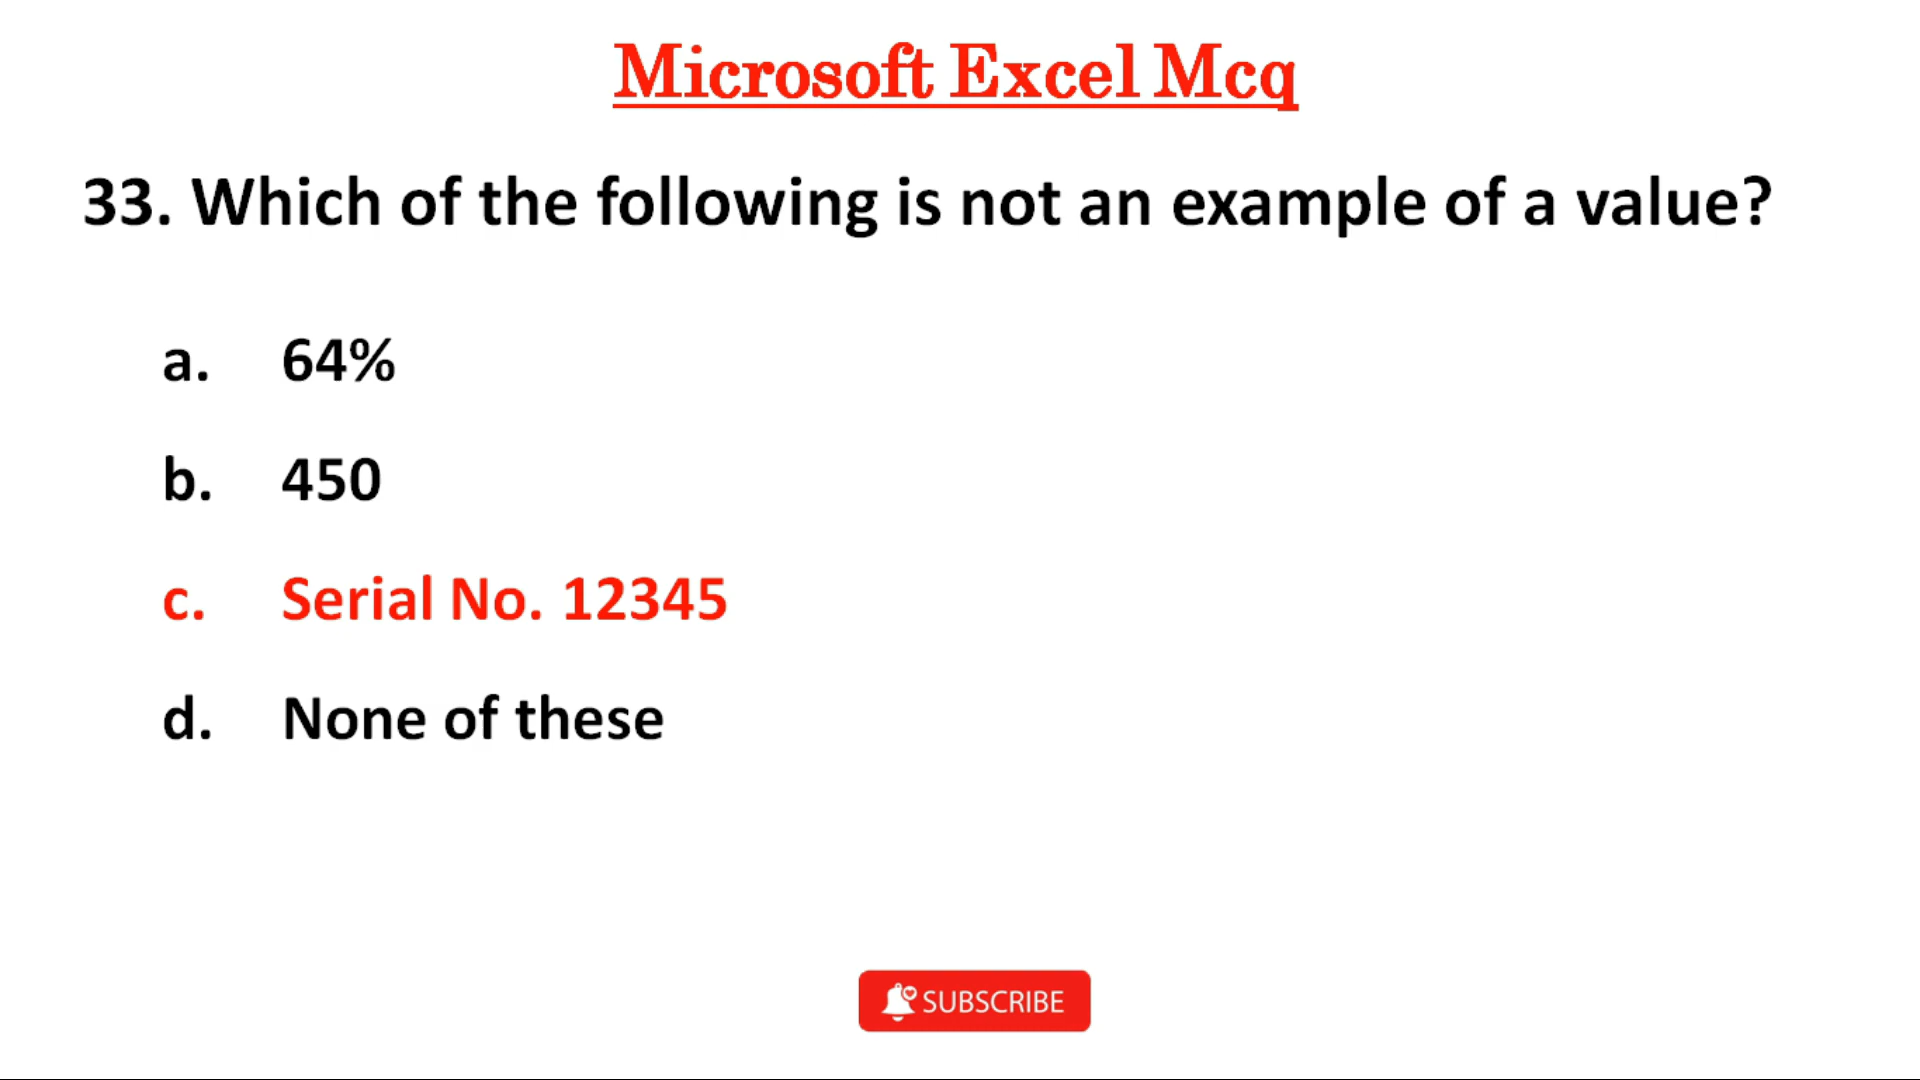 Microsoft Excel Mcq
33. Which of the following is not an example of a value?
a. 64%
b. 450
c. Serial No. 12345
d. None of these
SUBSCRIBE